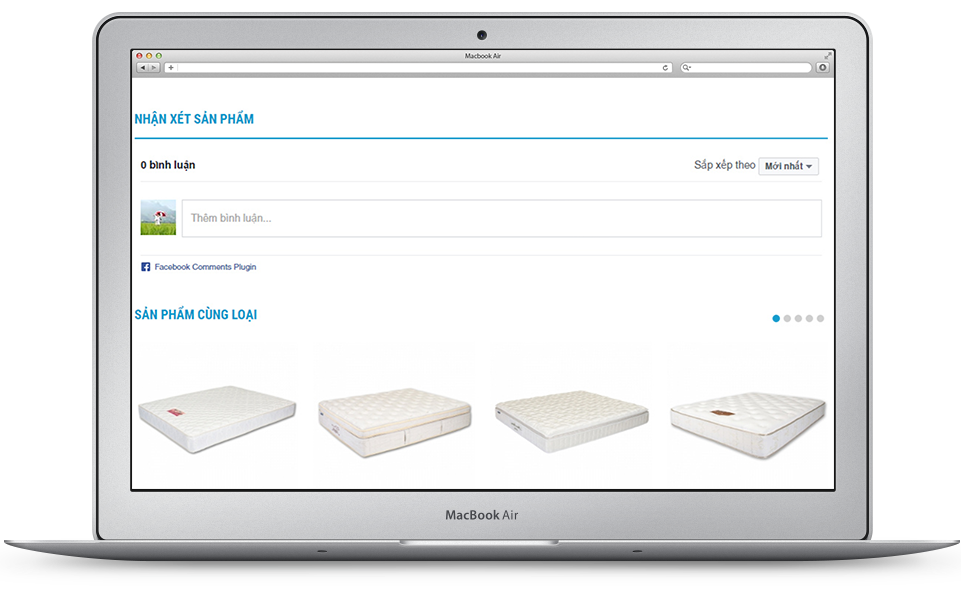 Macbook Air
NHẬN XÉT SẢN PHẨM
0 bình luận
Sắp xếp theo Mới nhất
Thêm bình luận...
Facebook Comments Plugin
SẢN PHẨM CÙNG LOẠI
MacBook Air